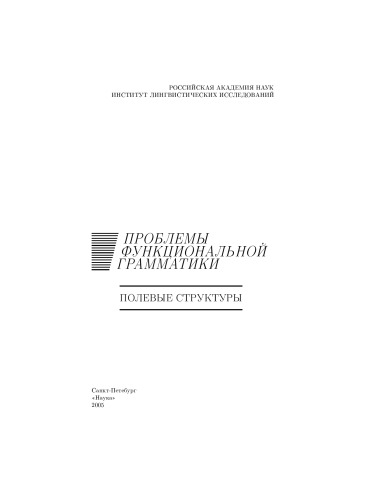 РОССИЙСКАЯ АКАДЕМИЯ НАУК
ИНСТИТУТ ЛИНГВИСТИЧЕСКИХ ИССЛЕДОВАНИЙ
ПРОБЛЕМЫ
ФУНКЦИОНАЛЬНОЙ
ГРАММАТИКИ
ПОЛЕВЫЕ СТРУКТУРЫ
Санкт-Петербург
«Наука»
2005